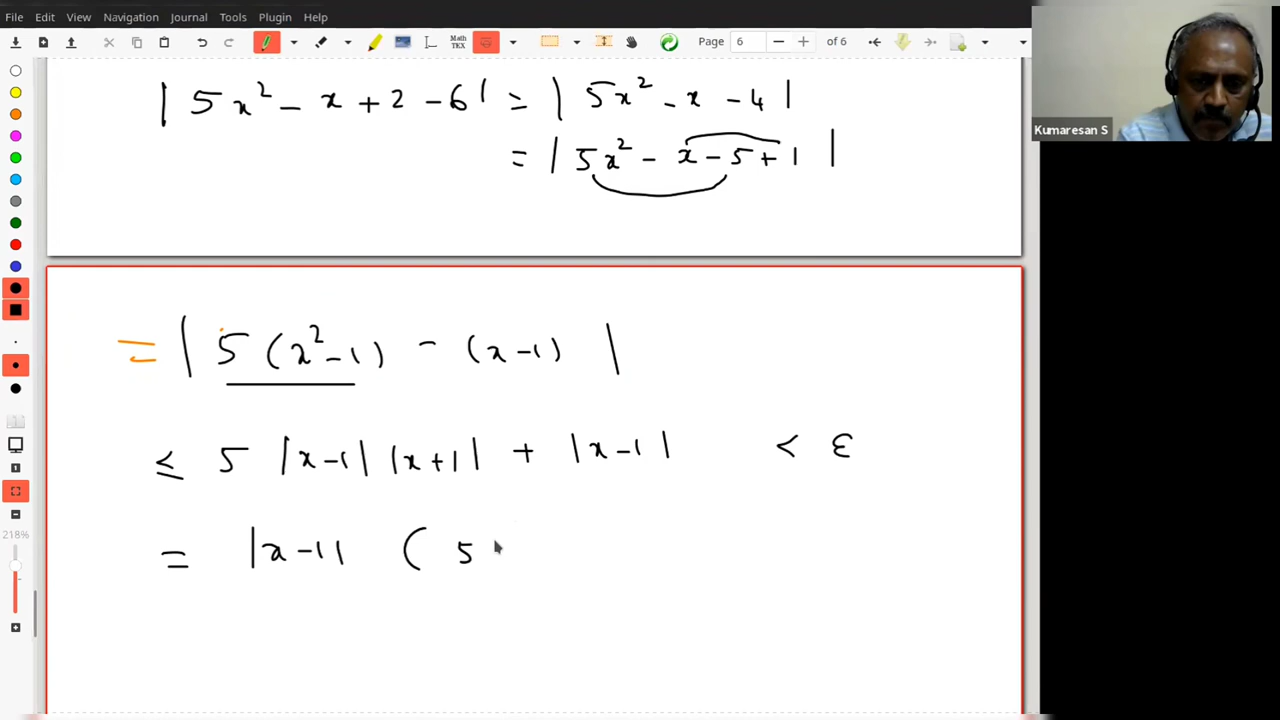 File Edit View Navigation Journal Tools Plugin Help
Page 6 of 6
Kumaresan S
| 5x² - x + 2 - 6 | = | 5x² - x - 4 |
= | 5x² - x - 5 + 1 |
= | 5 (x² - 1) - (x - 1) |
≤ 5 |x - 1| |x + 1| + |x - 1| < ε
= |x - 1| ( 5
218%